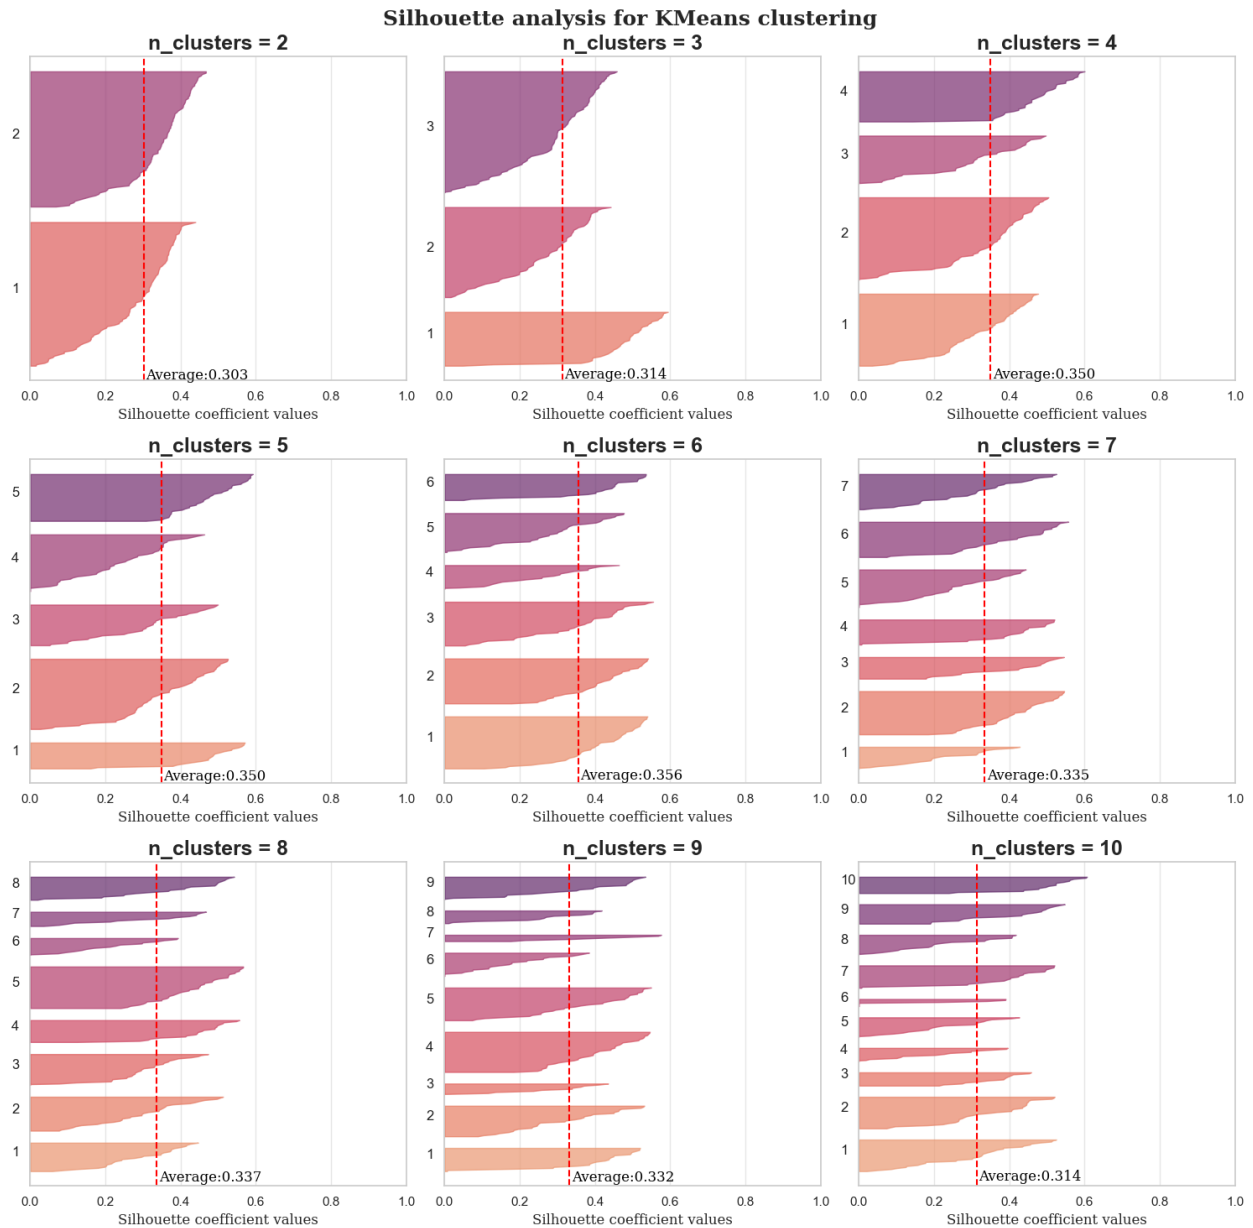 Silhouette analysis for KMeans clustering
n_clusters = 2
2
1
Average:0.303
0.0 0.2 0.4 0.6 0.8 1.0
Silhouette coefficient values
n_clusters = 3
3
2
1
Average:0.314
0.0 0.2 0.4 0.6 0.8 1.0
Silhouette coefficient values
n_clusters = 4
4
3
2
1
Average:0.350
0.0 0.2 0.4 0.6 0.8 1.0
Silhouette coefficient values
n_clusters = 5
5
4
3
2
1
Average:0.350
0.0 0.2 0.4 0.6 0.8 1.0
Silhouette coefficient values
n_clusters = 6
6
5
4
3
2
1
Average:0.356
0.0 0.2 0.4 0.6 0.8 1.0
Silhouette coefficient values
n_clusters = 7
7
6
5
4
3
2
1
Average:0.335
0.0 0.2 0.4 0.6 0.8 1.0
Silhouette coefficient values
n_clusters = 8
8
7
6
5
4
3
2
1
Average:0.337
0.0 0.2 0.4 0.6 0.8 1.0
Silhouette coefficient values
n_clusters = 9
9
8
7
6
5
4
3
2
1
Average:0.332
0.0 0.2 0.4 0.6 0.8 1.0
Silhouette coefficient values
n_clusters = 10
10
9
8
7
6
5
4
3
2
1
Average:0.314
0.0 0.2 0.4 0.6 0.8 1.0
Silhouette coefficient values